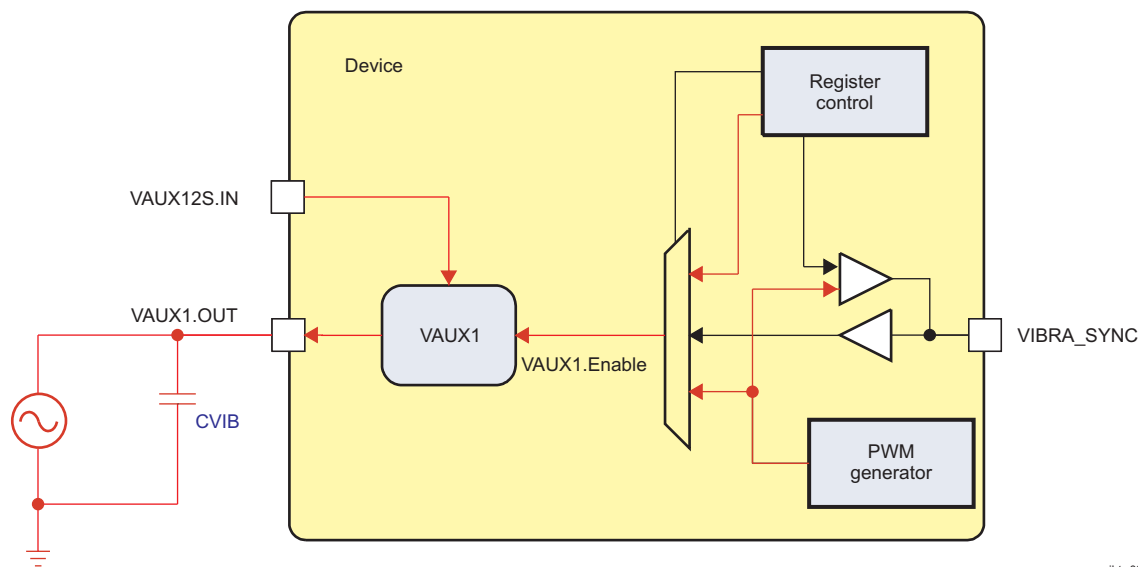 Device
Register
control
VAUX12S.IN
VAUX1.OUT
VAUX1
VAUX1.Enable
VIBRA_SYNC
CVIB
PWM
generator